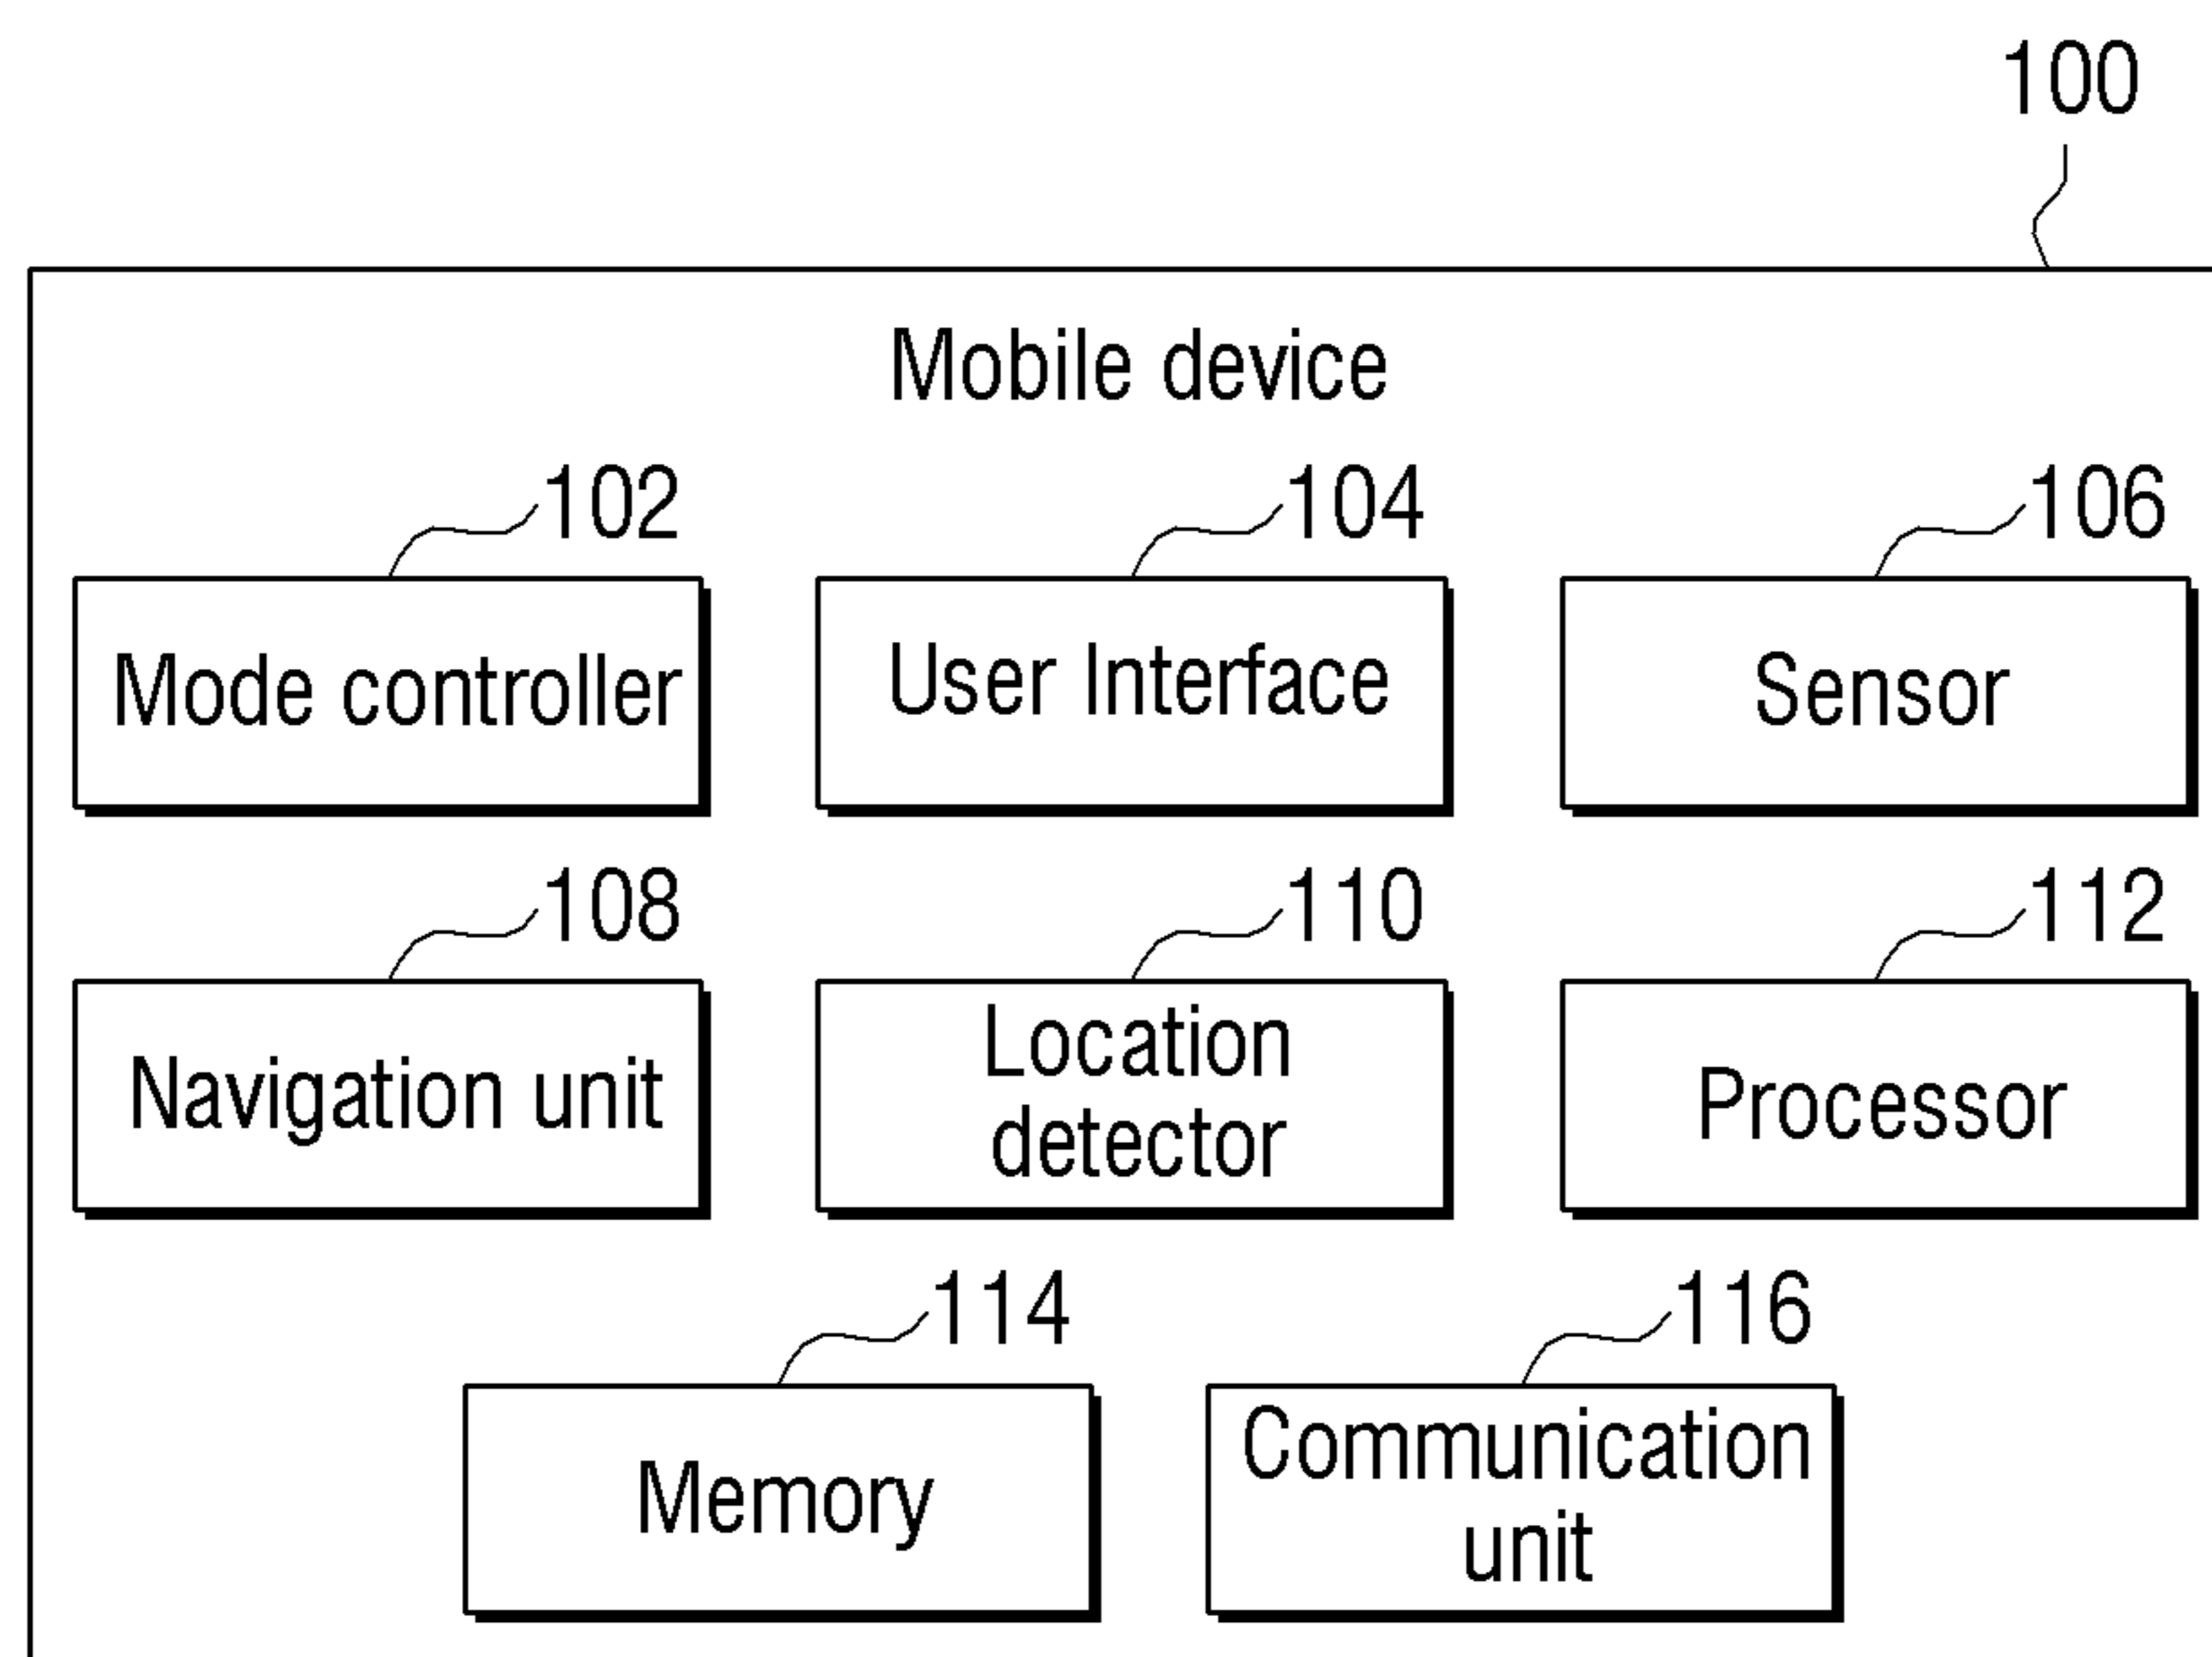 100
Mobile device
102
104
106
Mode controller
User Interface
Sensor
108
110
112
Navigation unit
Location
detector
Processor
114
116
Memory
Communication
unit